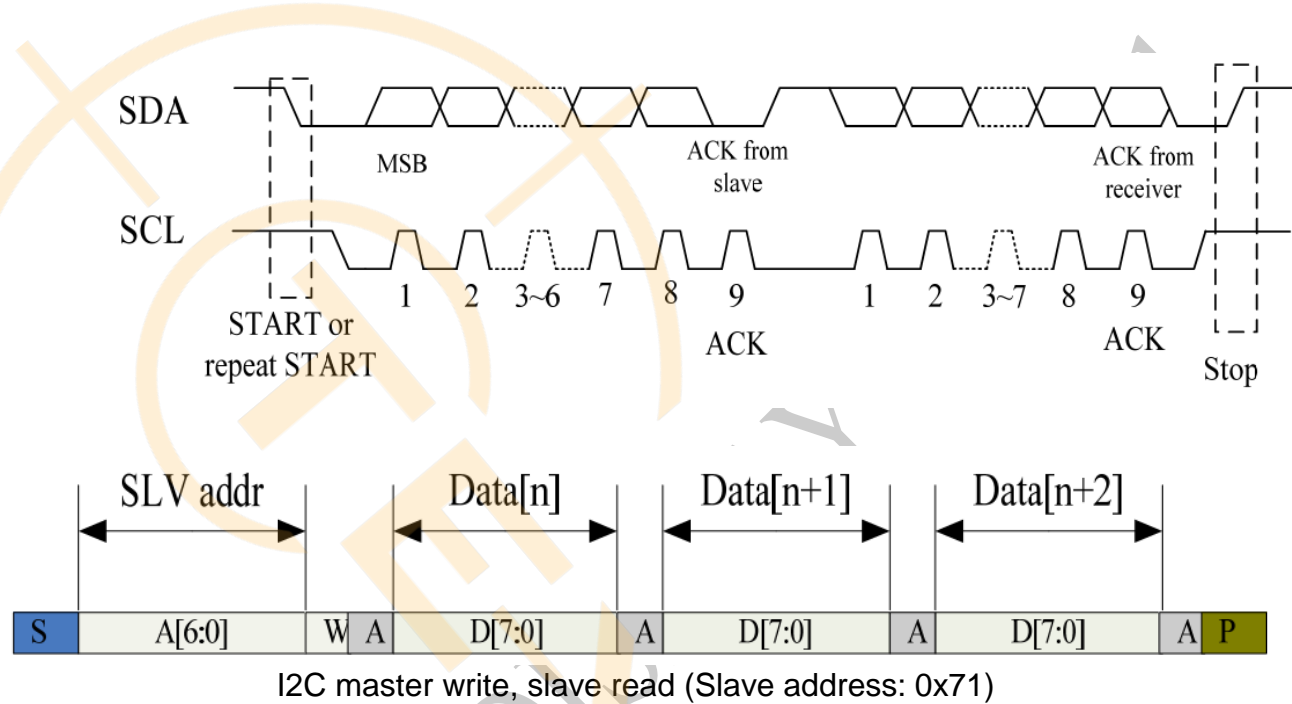 SDA
MSB
ACK from
slave
ACK from
receiver
SCL
1 2 3~6 7 8 9 1 2 3~7 8 9
START or
repeat START
ACK
ACK
Stop
SLV addr Data[n] Data[n+1] Data[n+2]
S A[6:0] W A D[7:0] A D[7:0] A D[7:0] A P
I2C master write, slave read (Slave address: 0x71)